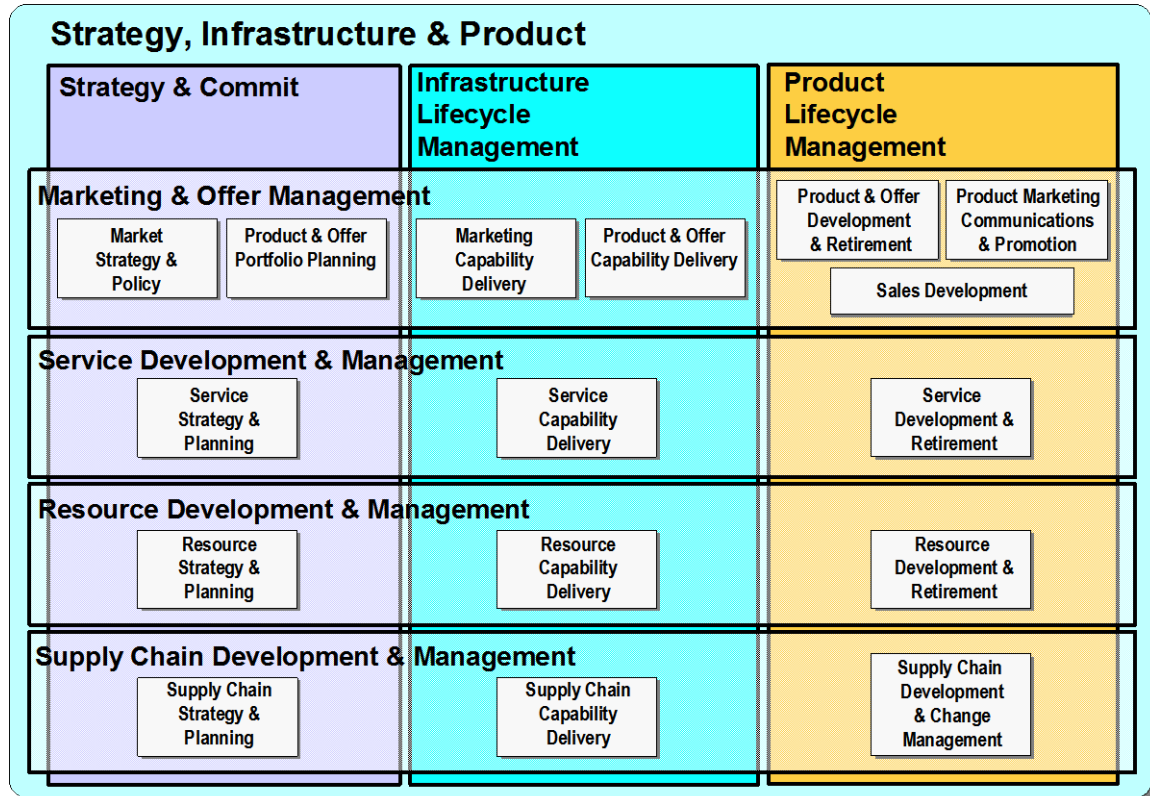 Strategy, Infrastructure & Product
Strategy & Commit
Infrastructure
Lifecycle
Management
Product
Lifecycle
Management
Marketing & Offer Management
Market
Strategy &
Policy
Product & Offer
Portfolio Planning
Marketing
Capability
Delivery
Product & Offer
Capability Delivery
Product & Offer
Development
& Retirement
Product Marketing
Communications
& Promotion
Sales Development
Service Development & Management
Service
Strategy &
Planning
Service
Capability
Delivery
Service
Development &
Retirement
Resource Development & Management
Resource
Strategy &
Planning
Resource
Capability
Delivery
Resource
Development &
Retirement
Supply Chain Development & Management
Supply Chain
Strategy &
Planning
Supply Chain
Capability
Delivery
Supply Chain
Development
& Change
Management